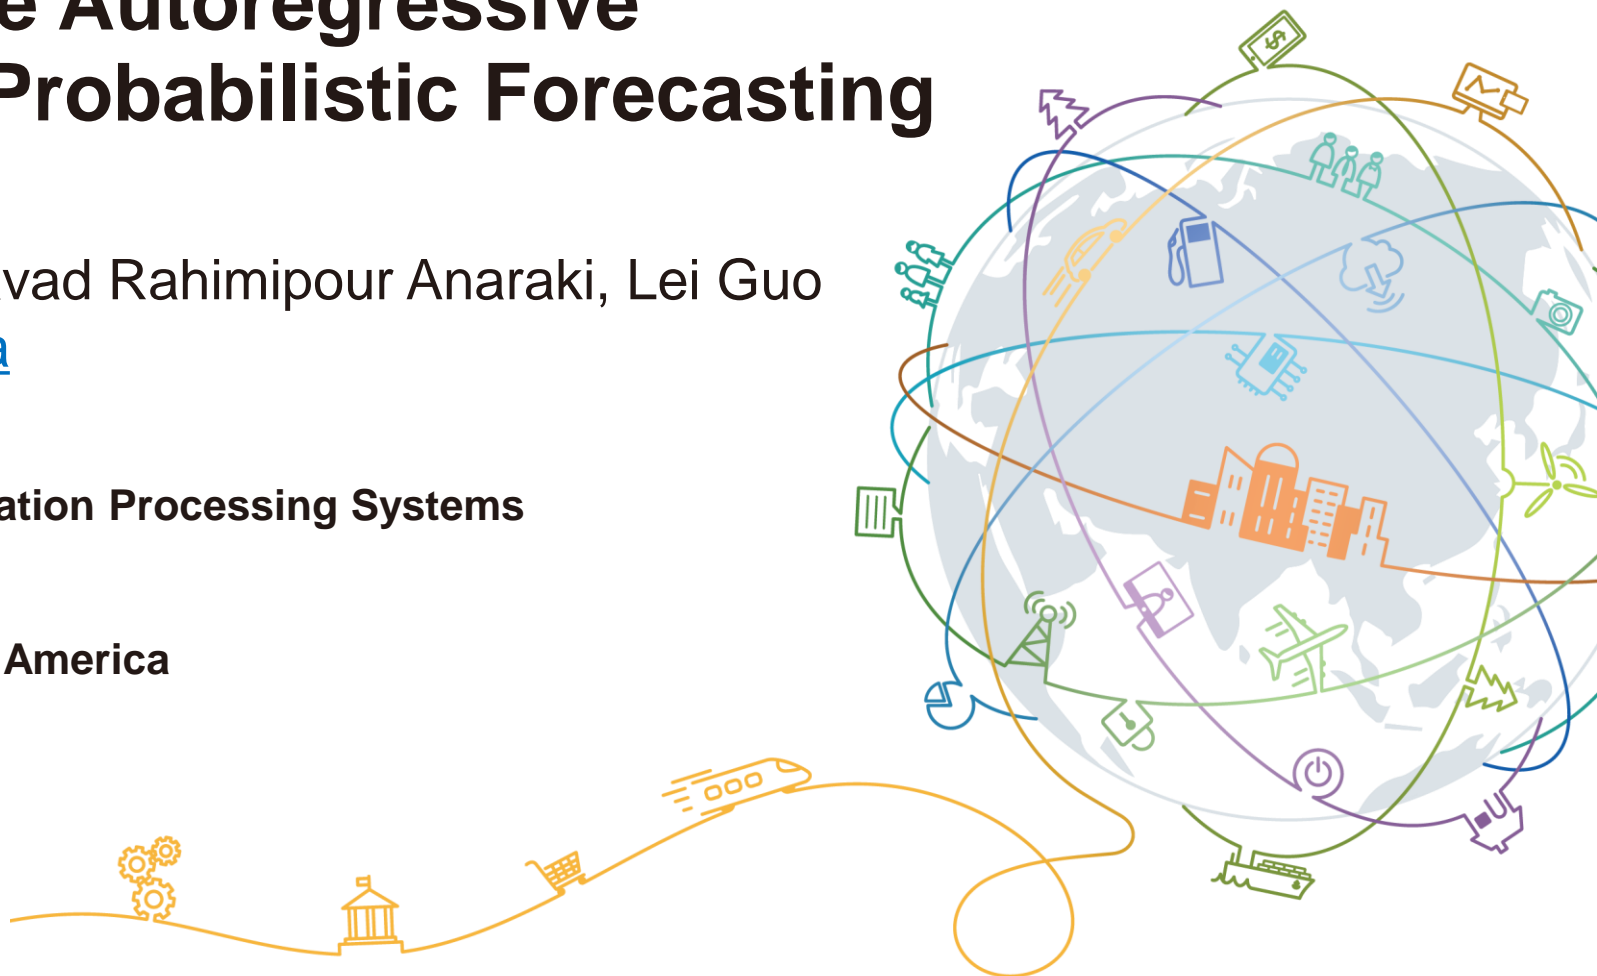 e Autoregressive
Probabilistic Forecasting
vad Rahimipour Anaraki, Lei Guo
a
ation Processing Systems
America
$